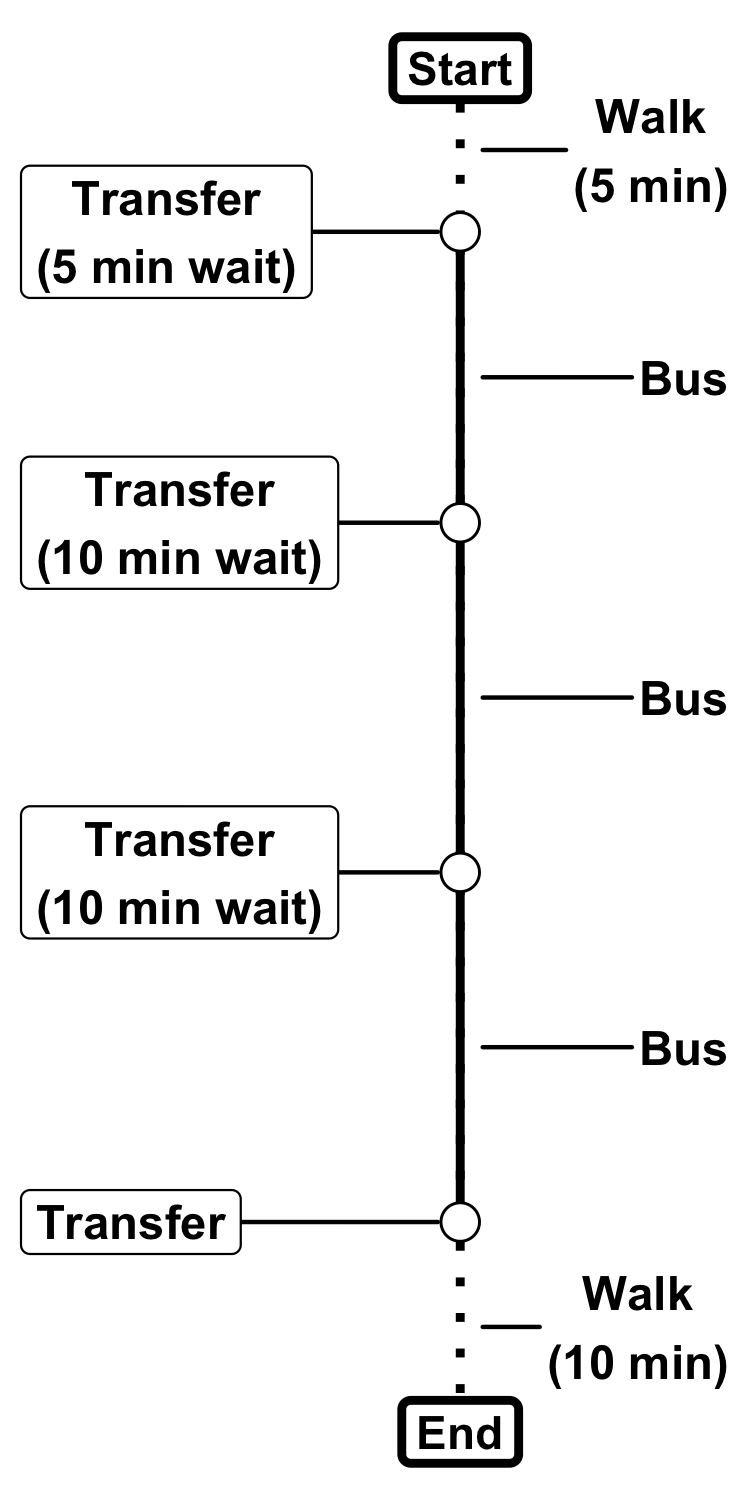 Start
Walk
(5 min)
Transfer
(5 min wait)
Bus
Transfer
(10 min wait)
Bus
Transfer
(10 min wait)
Bus
Transfer
Walk
(10 min)
End